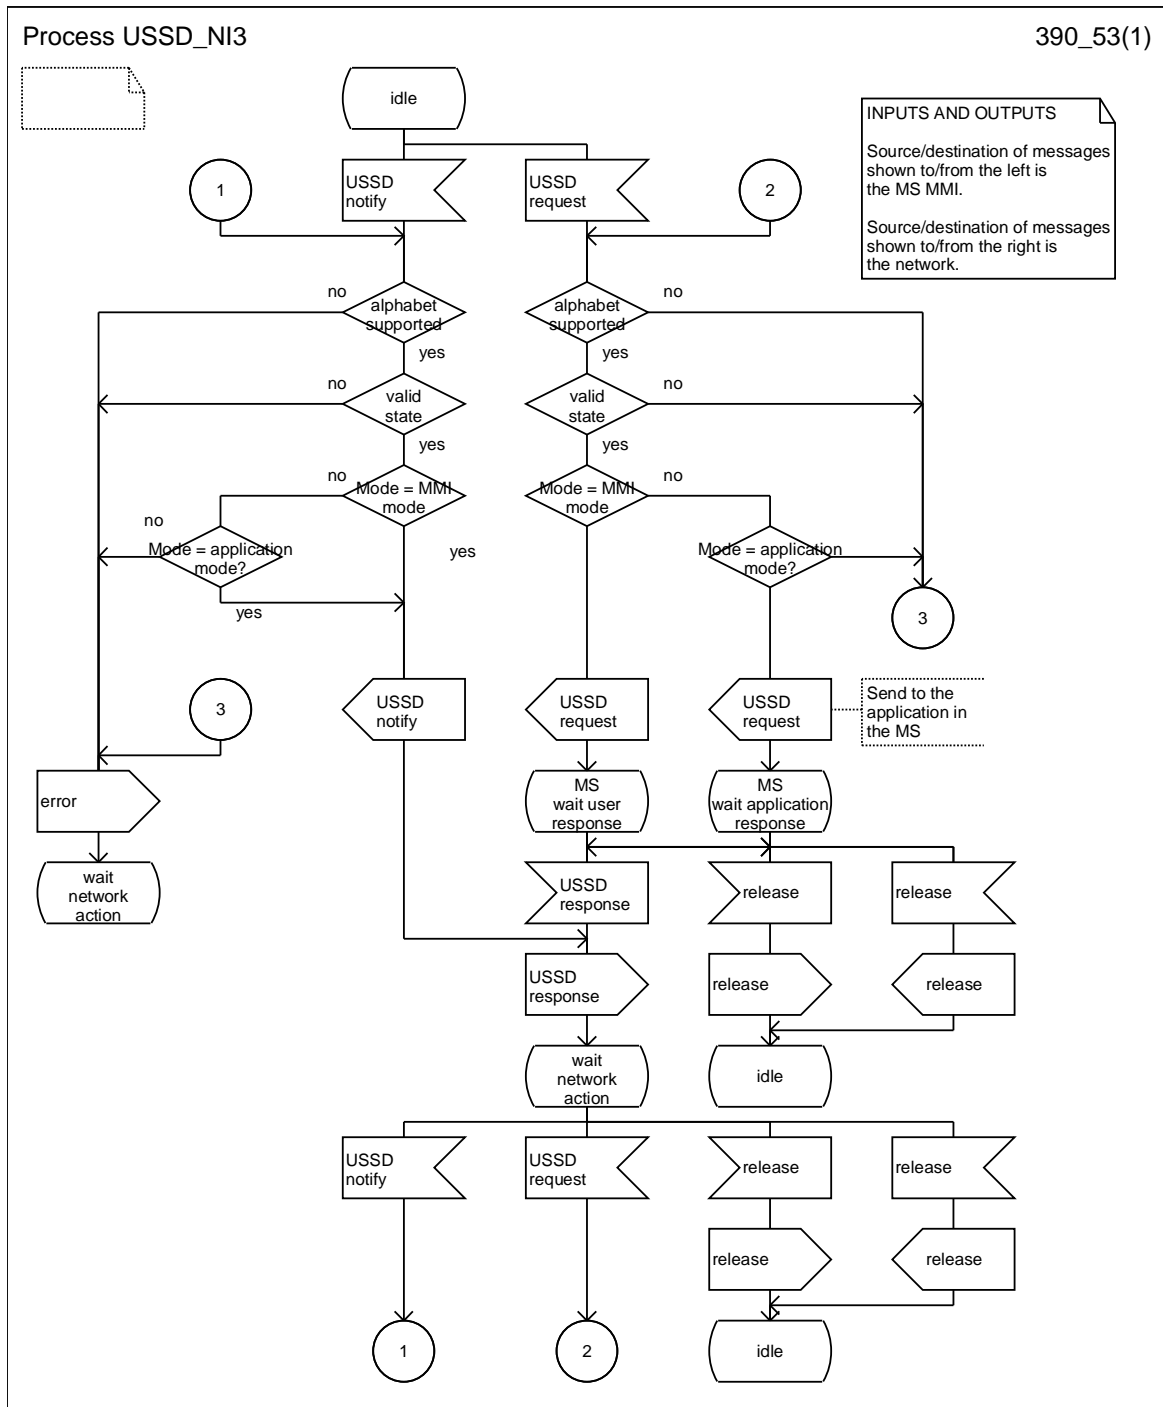 Process USSD_NI3
390_53(1)
idle
INPUTS AND OUTPUTS
Source/destination of messages
shown to/from the left is
the MS MMI.
Source/destination of messages
shown to/from the right is
the network.
1
USSD
notify
USSD
request
2
no
alphabet
supported
yes
alphabet
supported
no
yes
no
valid
state
yes
valid
state
no
yes
no
Mode = MMI
mode
yes
Mode = MMI
mode
no
no
Mode = application
mode?
yes
Mode = application
mode?
3
3
USSD
notify
USSD
request
USSD
request
Send to the
application in
the MS
error
MS
wait user
response
MS
wait application
response
wait
network
action
USSD
response
release
release
USSD
response
release
release
wait
network
action
idle
USSD
notify
USSD
request
release
release
release
release
1
2
idle